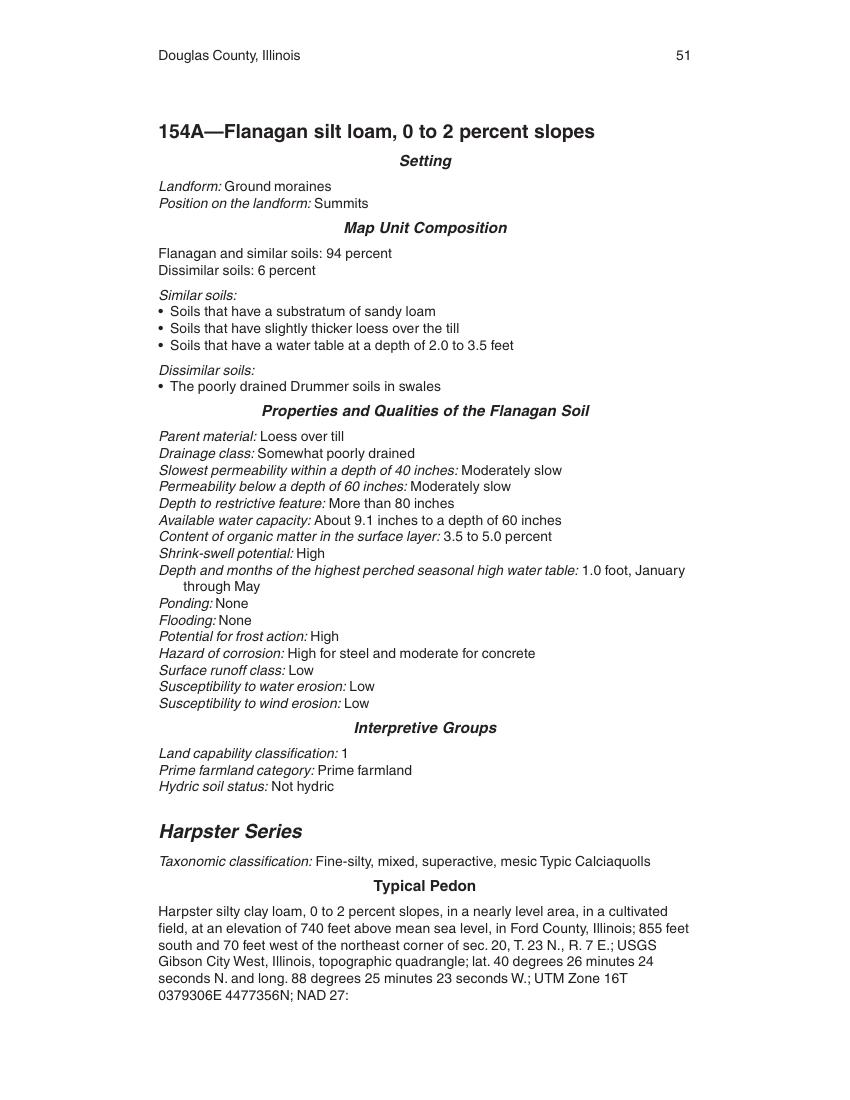 Douglas County, Illinois 51
154A—Flanagan silt loam, 0 to 2 percent slopes
Setting
Landform: Ground moraines
Position on the landform: Summits
Map Unit Composition
Flanagan and similar soils: 94 percent
Dissimilar soils: 6 percent
Similar soils:
• Soils that have a substratum of sandy loam
• Soils that have slightly thicker loess over the till
• Soils that have a water table at a depth of 2.0 to 3.5 feet
Dissimilar soils:
• The poorly drained Drummer soils in swales
Properties and Qualities of the Flanagan Soil
Parent material: Loess over till
Drainage class: Somewhat poorly drained
Slowest permeability within a depth of 40 inches: Moderately slow
Permeability below a depth of 60 inches: Moderately slow
Depth to restrictive feature: More than 80 inches
Available water capacity: About 9.1 inches to a depth of 60 inches
Content of organic matter in the surface layer: 3.5 to 5.0 percent
Shrink-swell potential: High
Depth and months of the highest perched seasonal high water table: 1.0 foot, January
through May
Ponding: None
Flooding: None
Potential for frost action: High
Hazard of corrosion: High for steel and moderate for concrete
Surface runoff class: Low
Susceptibility to water erosion: Low
Susceptibility to wind erosion: Low
Interpretive Groups
Land capability classification: 1
Prime farmland category: Prime farmland
Hydric soil status: Not hydric
Harpster Series
Taxonomic classification: Fine-silty, mixed, superactive, mesic Typic Calciaquolls
Typical Pedon
Harpster silty clay loam, 0 to 2 percent slopes, in a nearly level area, in a cultivated
field, at an elevation of 740 feet above mean sea level, in Ford County, Illinois; 855 feet
south and 70 feet west of the northeast corner of sec. 20, T. 23 N., R. 7 E.; USGS
Gibson City West, Illinois, topographic quadrangle; lat. 40 degrees 26 minutes 24
seconds N. and long. 88 degrees 25 minutes 23 seconds W.; UTM Zone 16T
0379306E 4477356N; NAD 27: